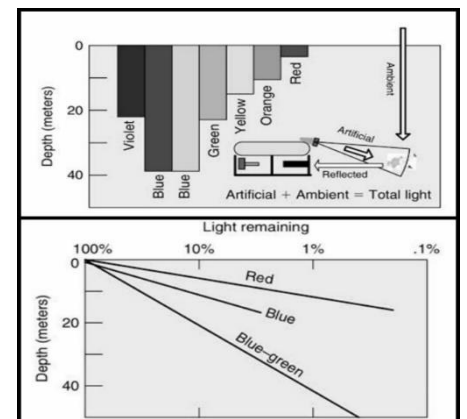 0
20
40
Depth (meters)
Violet
Blue
Blue
Green
Yellow
Orange
Red
Ambient
Artificial
Reflected
Artificial + Ambient = Total light
Light remaining
100%
10%
1%
.1%
0
20
40
Depth (meters)
Red
Blue
Blue–green